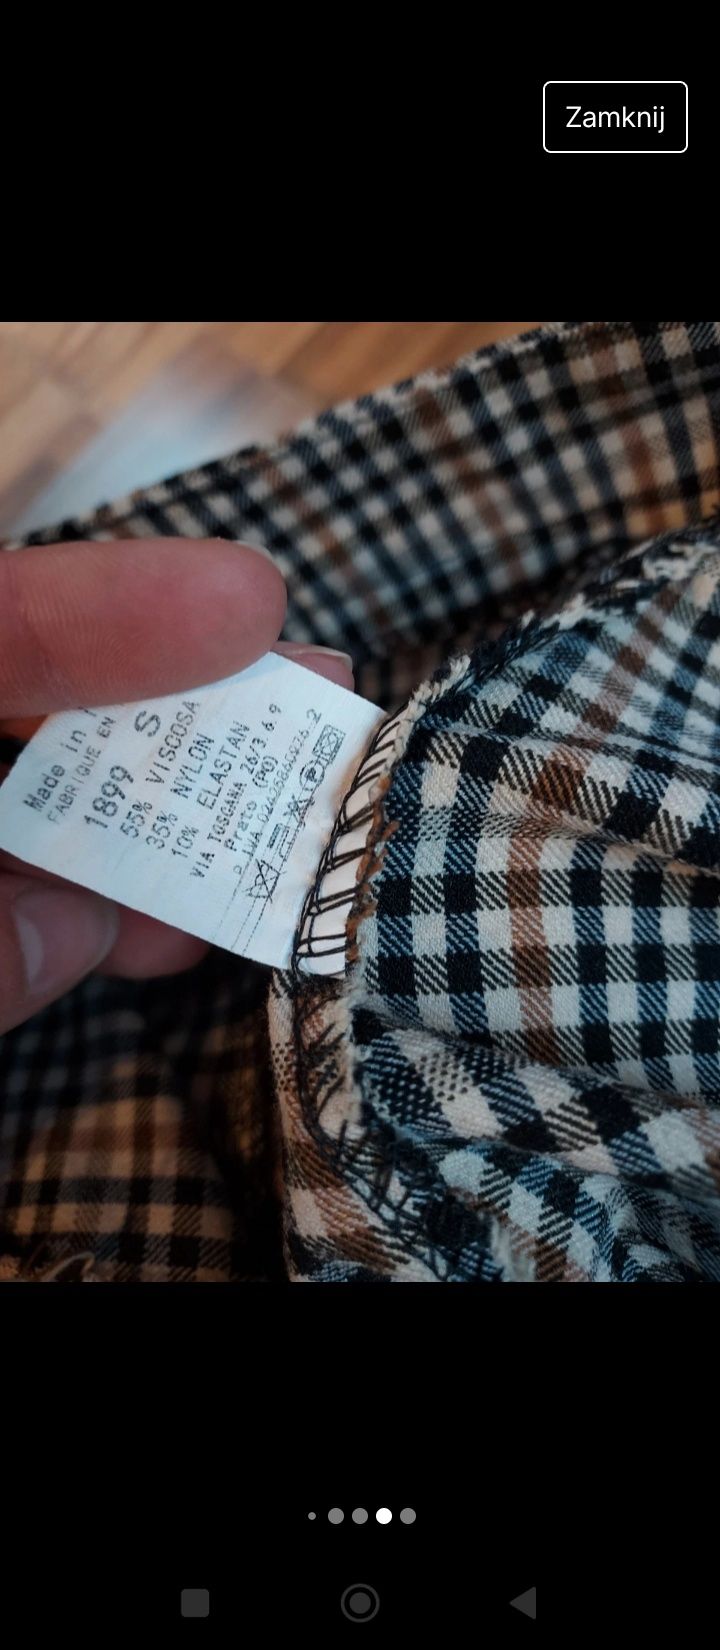 Zamknij
Made in
FABRIQUE EN
1899 S
55% VISCOSA
35% NYLON
10% ELASTAN
VIA TOSCANA 26/3.6.9
Prato (PO)